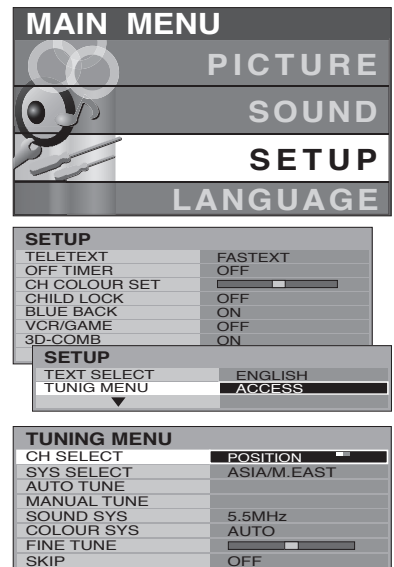 MAIN MENU
PICTURE
SOUND
SETUP
LANGUAGE
SETUP
TELETEXT FASTEXT
OFF TIMER OFF
CH COLOUR SET
CHILD LOCK OFF
BLUE BACK ON
VCR/GAME OFF
3D-COMB ON
SETUP
TEXT SELECT ENGLISH
TUNIG MENU ACCESS
TUNING MENU
CH SELECT POSITION
SYS SELECT ASIA/M.EAST
AUTO TUNE
MANUAL TUNE
SOUND SYS 5.5MHz
COLOUR SYS AUTO
FINE TUNE
SKIP OFF